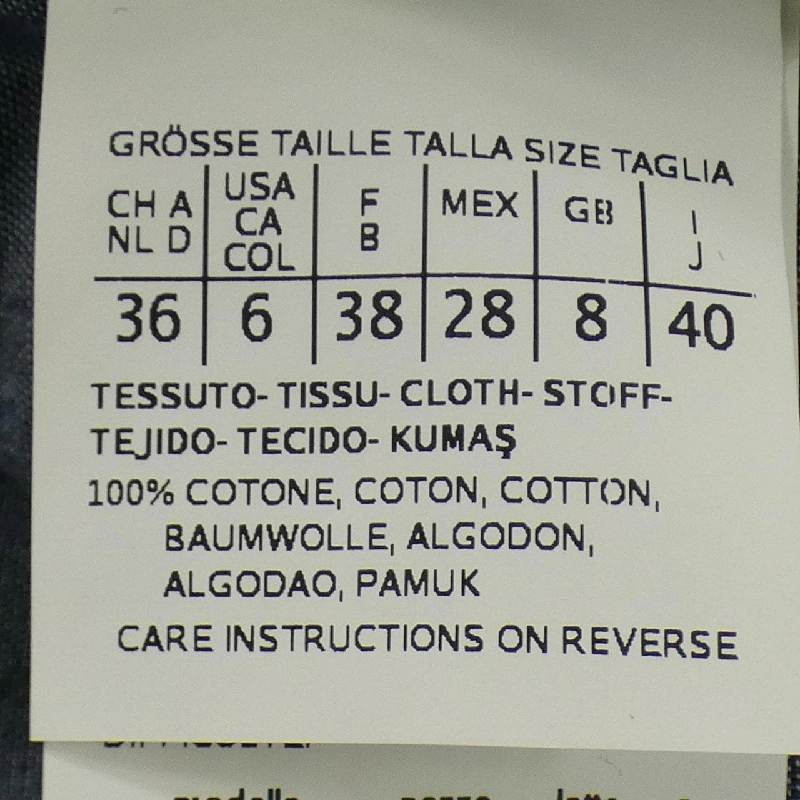 GRÖSSE TAILLE TALLA SIZE TAGLIA
CH A USA F MEX GB I
NL D CA B J
COL
36 6 38 28 8 40
TESSUTO- TISSU- CLOTH- STOFF-
TEJIDO- TECIDO- KUMAŞ
100% COTONE, COTON, COTTON,
BAUMWOLLE, ALGODON,
ALGODAO, PAMUK
CARE INSTRUCTIONS ON REVERSE